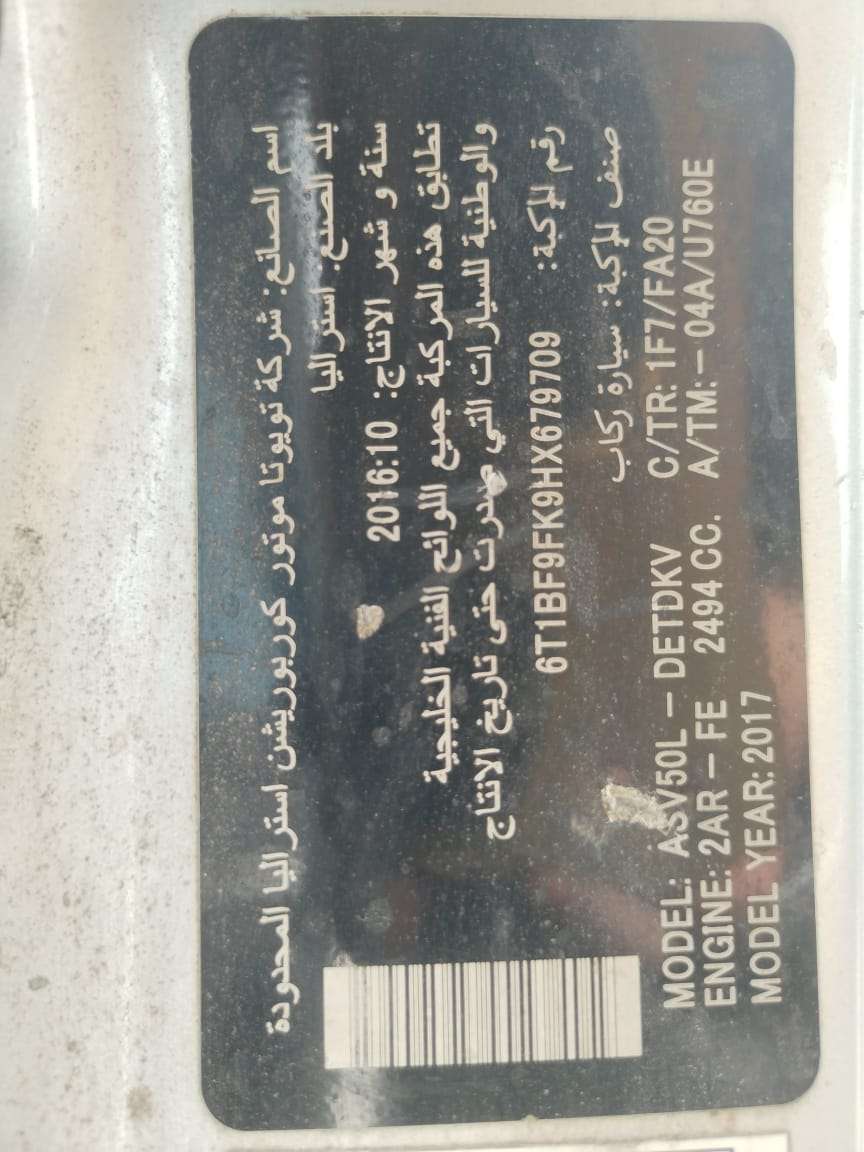 اسم الصانع: شركة تويوتا موتور كوربوريشن استراليا المحدودة
بلد الصنع: استراليا
سنة و شهر الانتاج: 2016:10
تطابق هذه المركبة جميع اللوائح الفنية الخليجية
والوطنية للسيارات التي صدرت حتى تاريخ الانتاج
رقم المركبة: 6T1BF9FK9HX679709
صنف المركبة: سيارة ركاب
MODEL: ASV50L – DETDKV C/TR: 1F7/FA20
ENGINE: 2AR – FE 2494 CC. A/TM: – 04A/U760E
MODEL YEAR: 2017